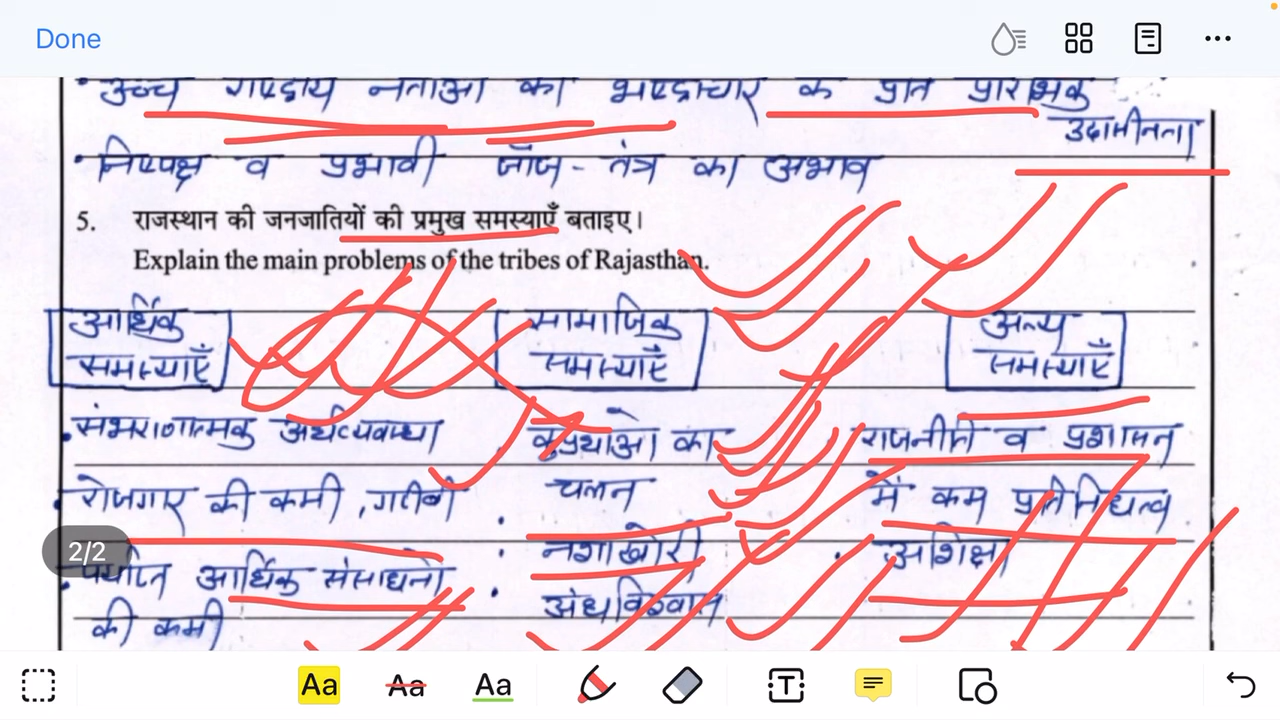 Done
उच्च राष्ट्रीय नेताओं का भ्रष्टाचार के प्रति प्रारंभिक
उदासीनता
• निष्पक्ष व प्रभावी जाँच-तंत्र का अभाव
5. राजस्थान की जनजातियों की प्रमुख समस्याएँ बताइए।
Explain the main problems of the tribes of Rajasthan.
आर्थिक
समस्याएँ
सामाजिक
समस्याएँ
अन्य
समस्याएँ
• संभरणात्मक अर्थव्यवस्था
• रोजगार की कमी, गरीबी
• पर्याप्त आर्थिक संसाधनों
की कमी
• कुप्रथाओं का
चलन
• नशाखोरी
• अंधविश्वास
राजनीति व प्रशासन
में कम प्रतिनिधित्व
• अशिक्षा
2/2
Aa Aa Aa T